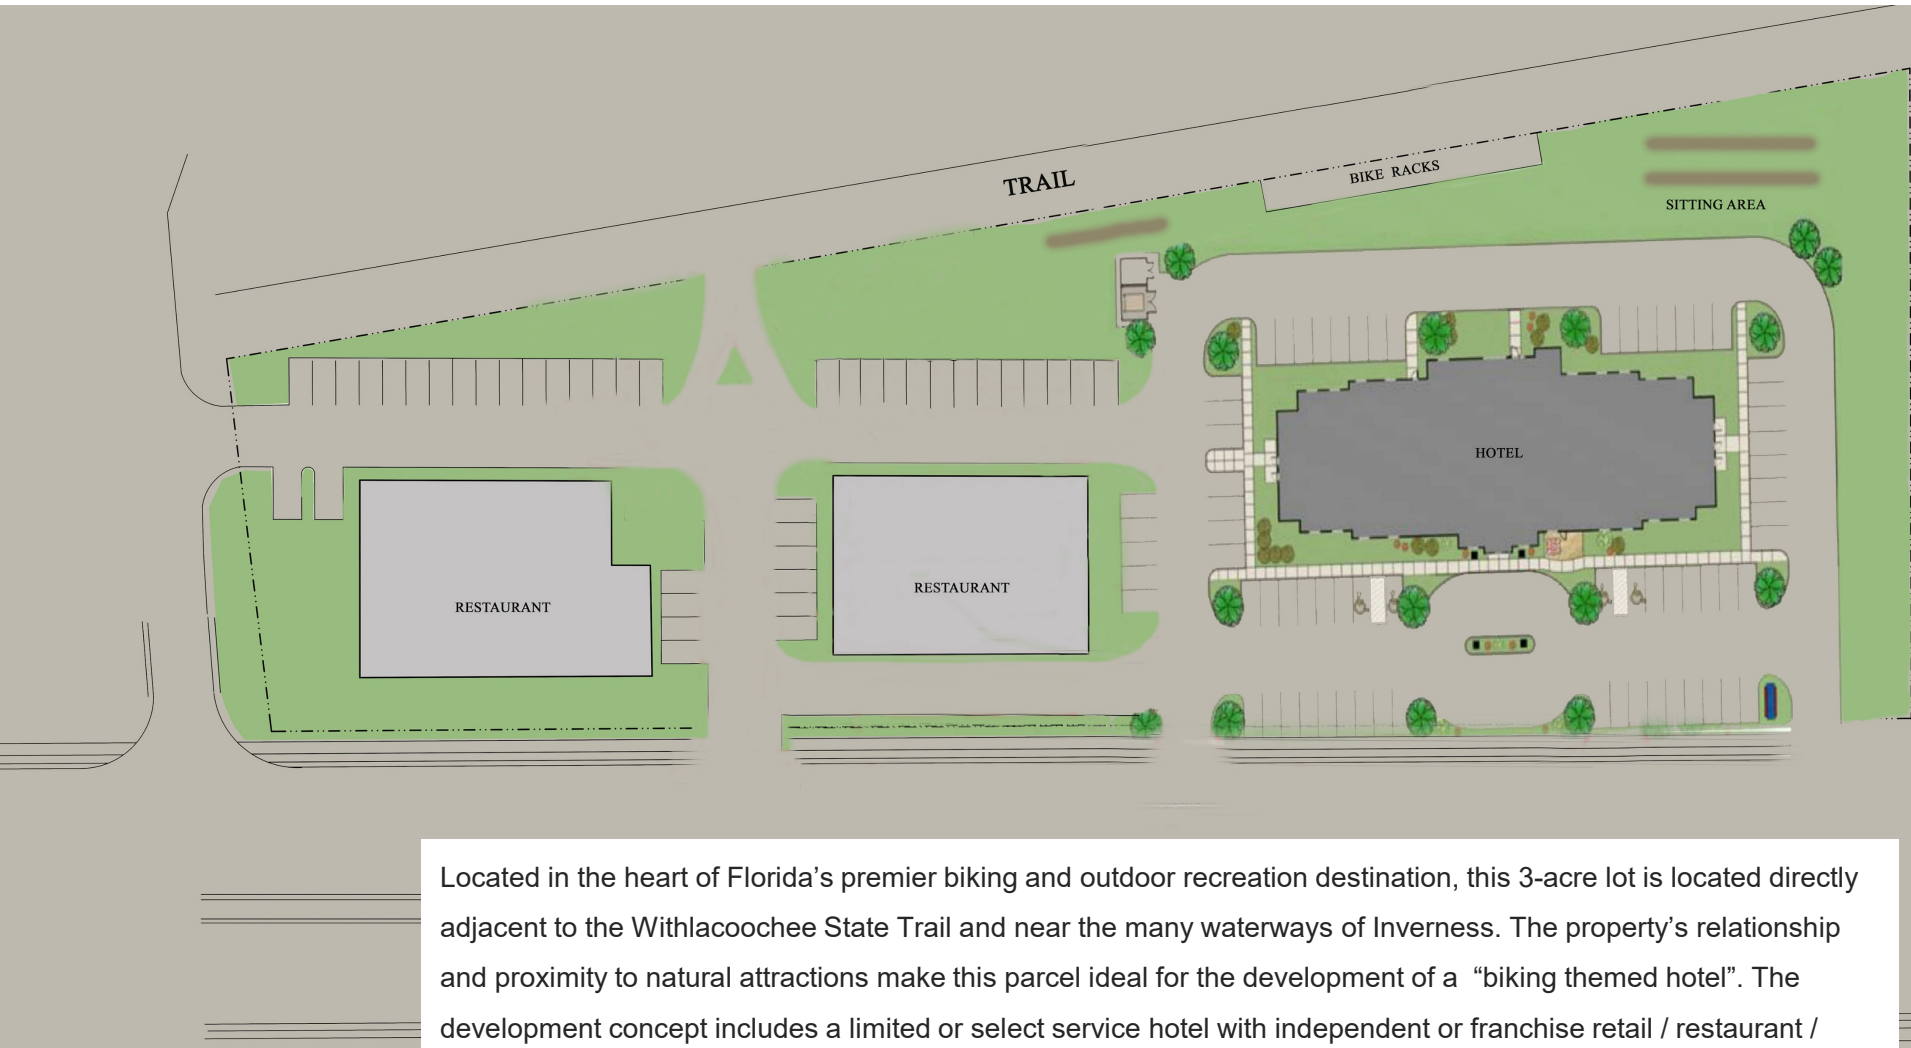 TRAIL
BIKE RACKS
SITTING AREA
HOTEL
RESTAURANT
RESTAURANT
Located in the heart of Florida’s premier biking and outdoor recreation destination, this 3-acre lot is located directly
adjacent to the Withlacoochee State Trail and near the many waterways of Inverness. The property’s relationship
and proximity to natural attractions make this parcel ideal for the development of a “biking themed hotel”. The
development concept includes a limited or select service hotel with independent or franchise retail / restaurant /